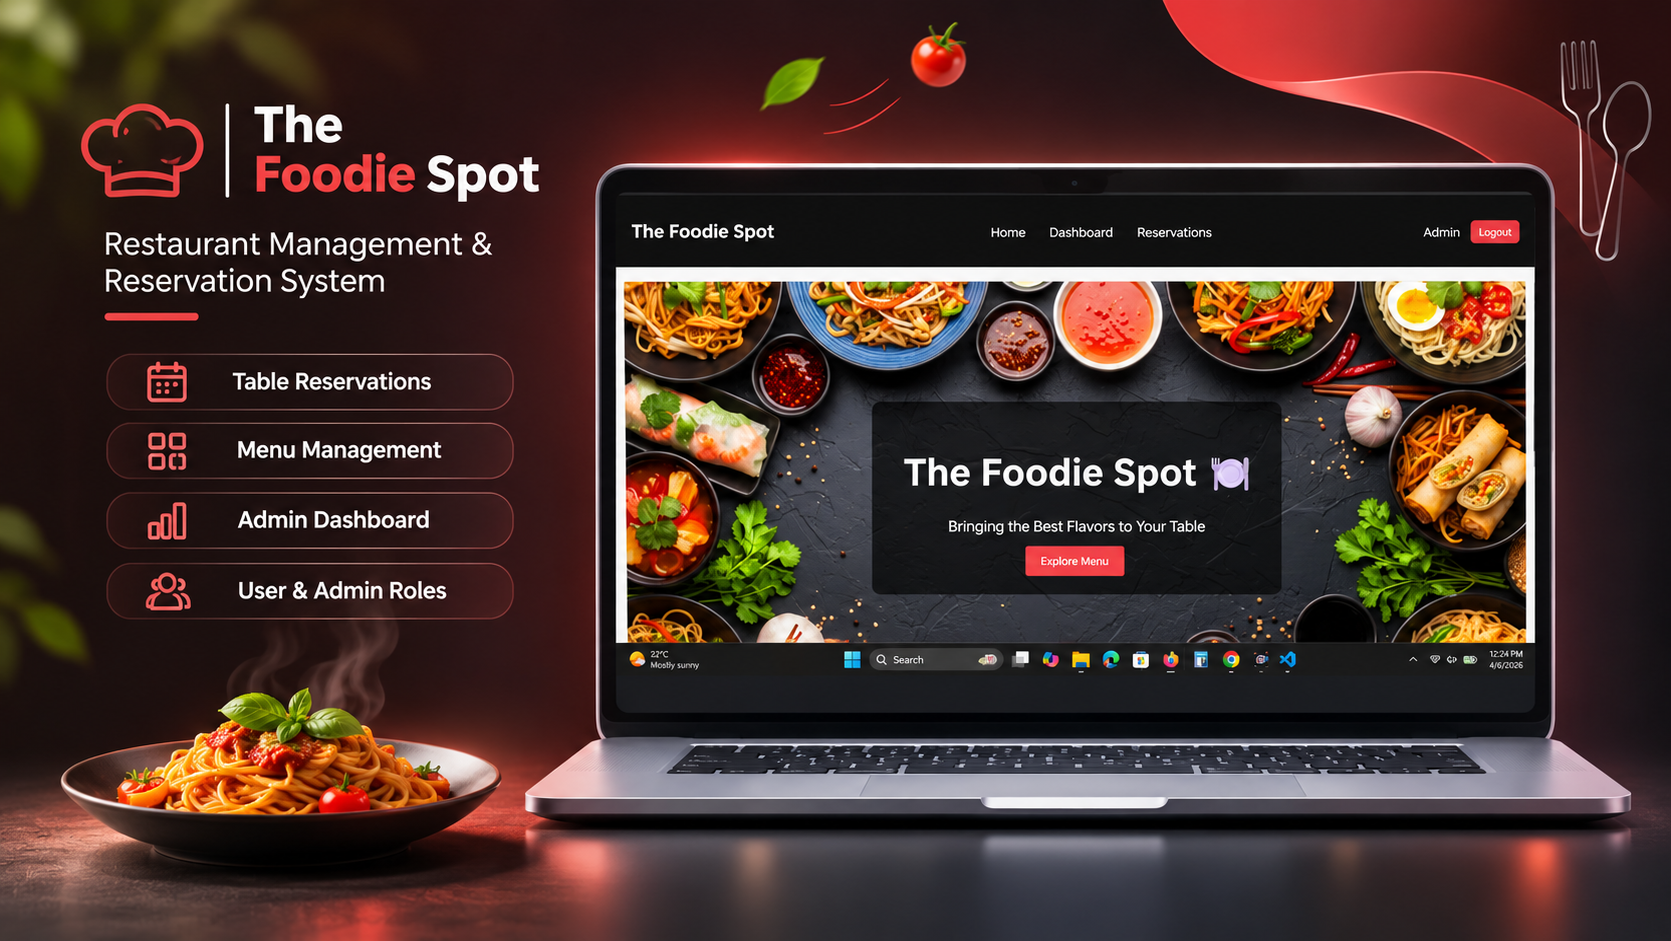 The
Foodie Spot
Restaurant Management &
Reservation System
Table Reservations
Menu Management
Admin Dashboard
User & Admin Roles
The Foodie Spot
Home
Dashboard
Reservations
Admin
Logout
The Foodie Spot
Bringing the Best Flavors to Your Table
Explore Menu
22°C
Mostly sunny
Search
12:24 PM
4/6/2026